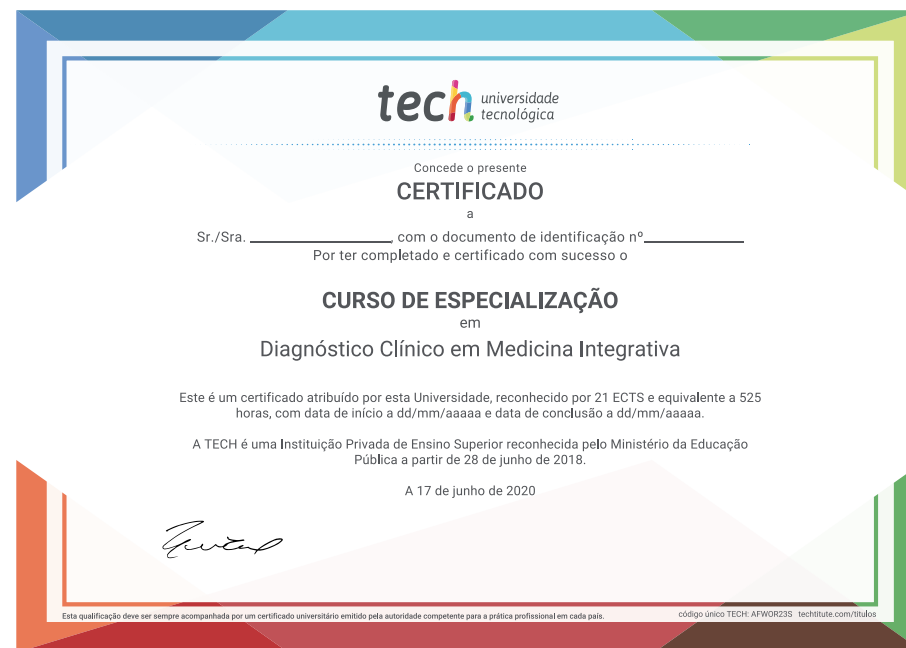 tech universidade
tecnológica
Concede o presente
CERTIFICADO
a
Sr./Sra. ________________, com o documento de identificação nº____________
Por ter completado e certificado com sucesso o
CURSO DE ESPECIALIZAÇÃO
em
Diagnóstico Clínico em Medicina Integrativa
Este é um certificado atribuído por esta Universidade, reconhecido por 21 ECTS e equivalente a 525
horas, com data de início a dd/mm/aaaaa e data de conclusão a dd/mm/aaaaa.
A TECH é uma Instituição Privada de Ensino Superior reconhecida pelo Ministério da Educação
Pública a partir de 28 de junho de 2018.
A 17 de junho de 2020
Esta qualificação deve ser sempre acompanhada por um certificado universitário emitido pela autoridade competente para a prática profissional em cada país.
código único TECH: AFWOR23S techtitute.com/titulos